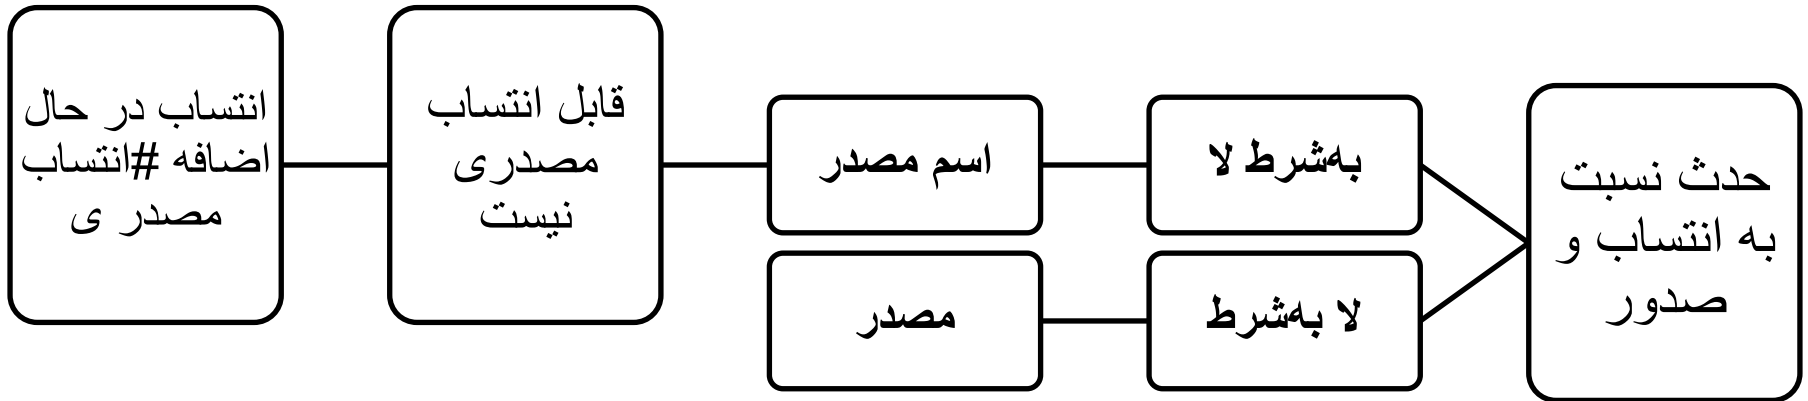 حدث نسبت
به انتساب و
صدور
به‌شرط لا
اسم مصدر
قابل انتساب
مصدری
نیست
انتساب در حال
اضافه #انتساب
مصدر ی
لا به‌شرط
مصدر